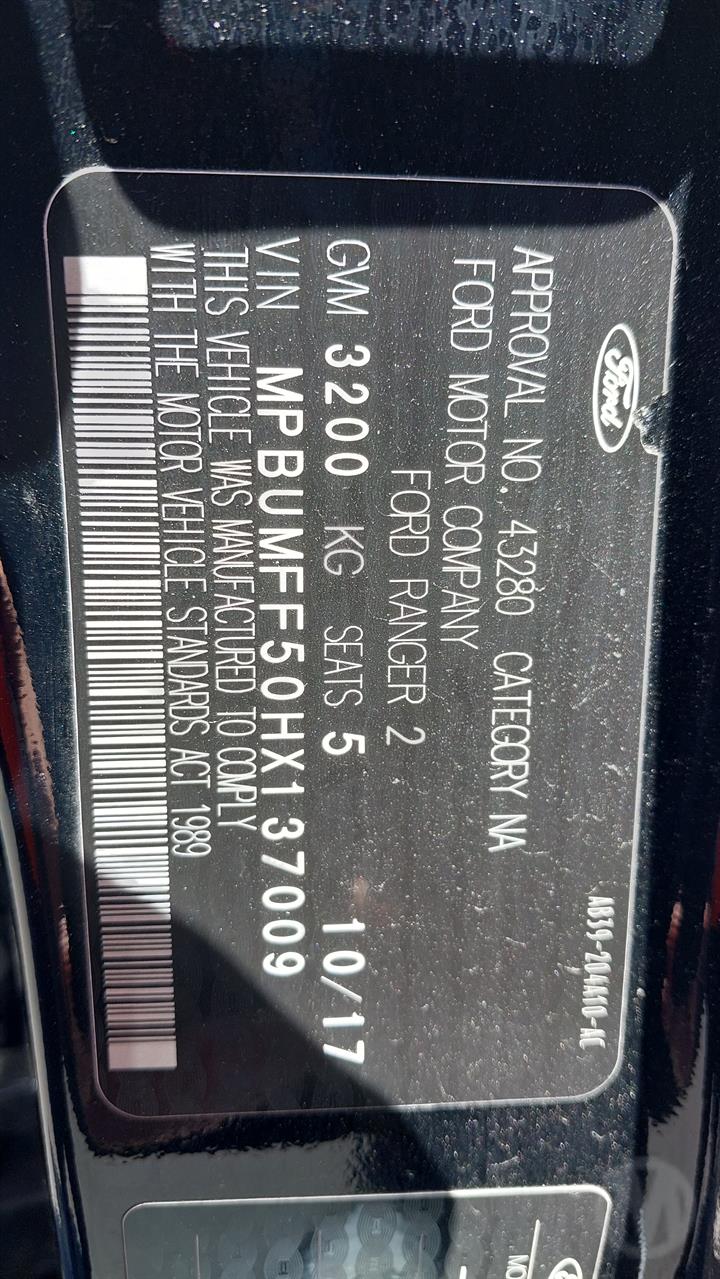 Ford
AB39-204A10-AC
APPROVAL NO. 43280 CATEGORY NA
FORD MOTOR COMPANY
FORD RANGER 2
GVM 3200 KG SEATS 5 10/17
VIN MPBUMFF50HX137009
THIS VEHICLE WAS MANUFACTURED TO COMPLY
WITH THE MOTOR VEHICLE STANDARDS ACT 1989